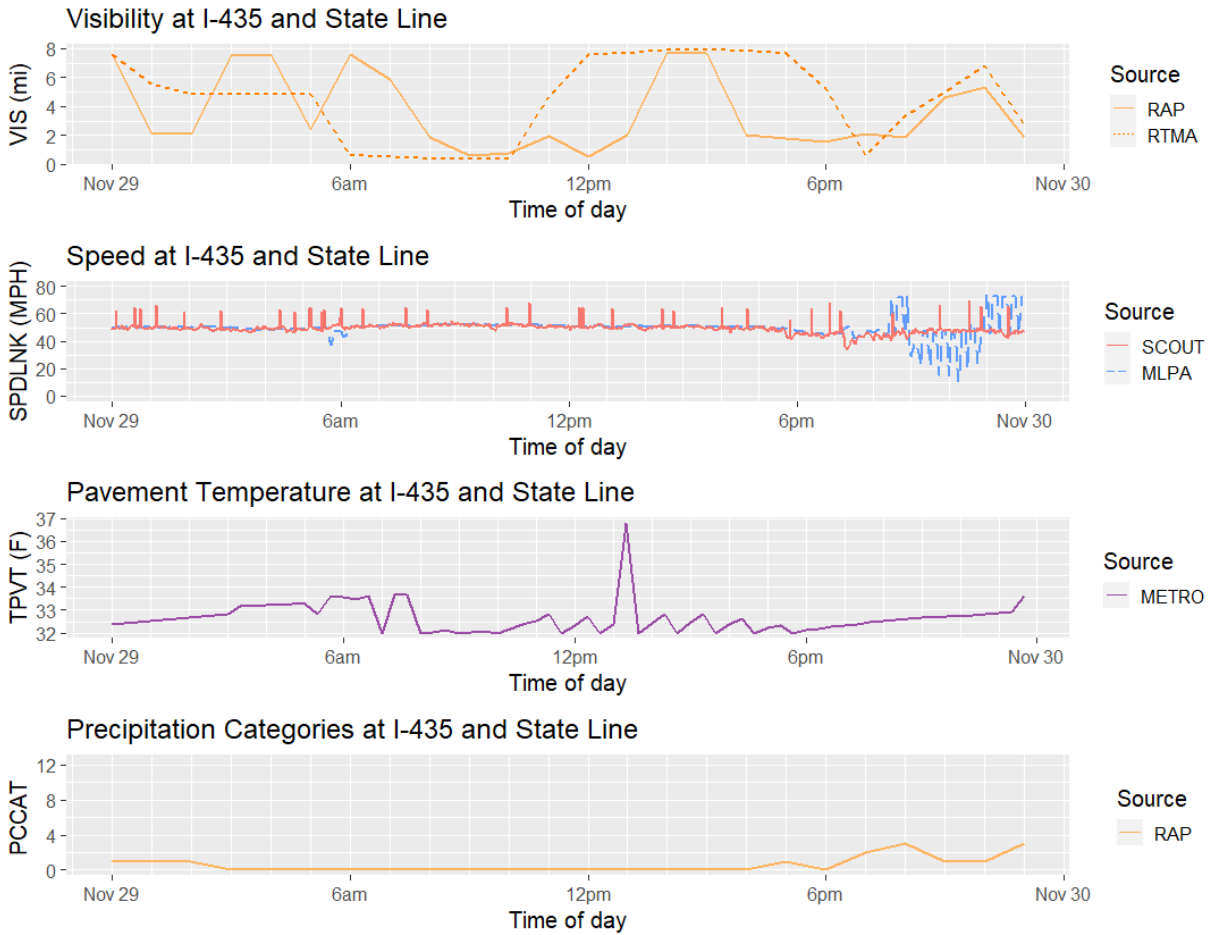 Visibility at I-435 and State Line
VIS (mi)
8
6
4
2
0
Nov 29 6am 12pm 6pm Nov 30
Time of day
Source
RAP
RTMA
Speed at I-435 and State Line
SPDLNK (MPH)
80
60
40
20
0
Nov 29 6am 12pm 6pm Nov 30
Time of day
Source
SCOUT
MLPA
Pavement Temperature at I-435 and State Line
TPVT (F)
37
36
35
34
33
32
Nov 29 6am 12pm 6pm Nov 30
Time of day
Source
METRO
Precipitation Categories at I-435 and State Line
PCCAT
12
8
4
0
Nov 29 6am 12pm 6pm Nov 30
Time of day
Source
RAP